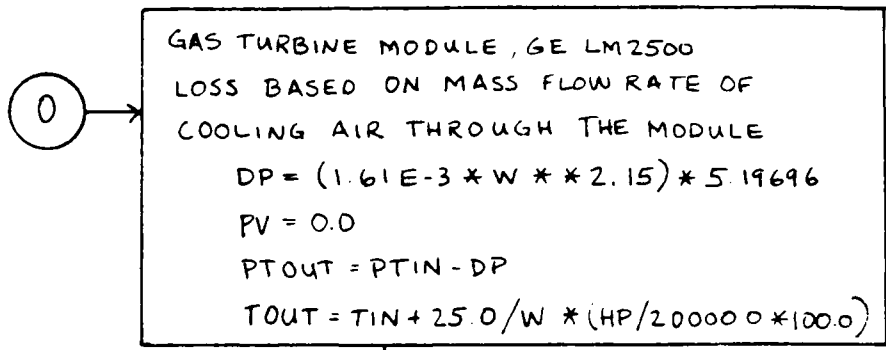 O
GAS TURBINE MODULE, GE LM2500
LOSS BASED ON MASS FLOW RATE OF
COOLING AIR THROUGH THE MODULE
DP = (1.61E-3 * W * * 2.15) * 5.19696
PV = 0.0
PTOUT = PTIN - DP
TOUT = TIN + 25.0/W * (HP/20000 0 *100.0)